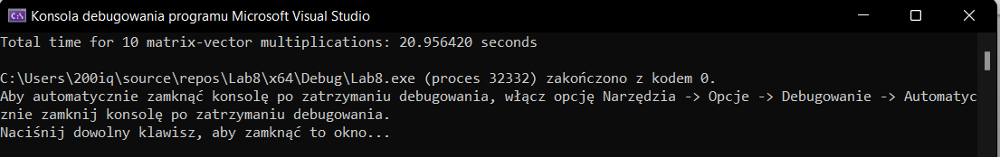 Konsola debugowania programu Microsoft Visual Studio
Total time for 10 matrix-vector multiplications: 20.956420 seconds
C:\Users\200iq\source\repos\Lab8\x64\Debug\Lab8.exe (proces 32332) zakończono z kodem 0.
Aby automatycznie zamknąć konsolę po zatrzymaniu debugowania, włącz opcję Narzędzia -> Opcje -> Debugowanie -> Automatyc
znie zamknij konsolę po zatrzymaniu debugowania.
Naciśnij dowolny klawisz, aby zamknąć to okno...